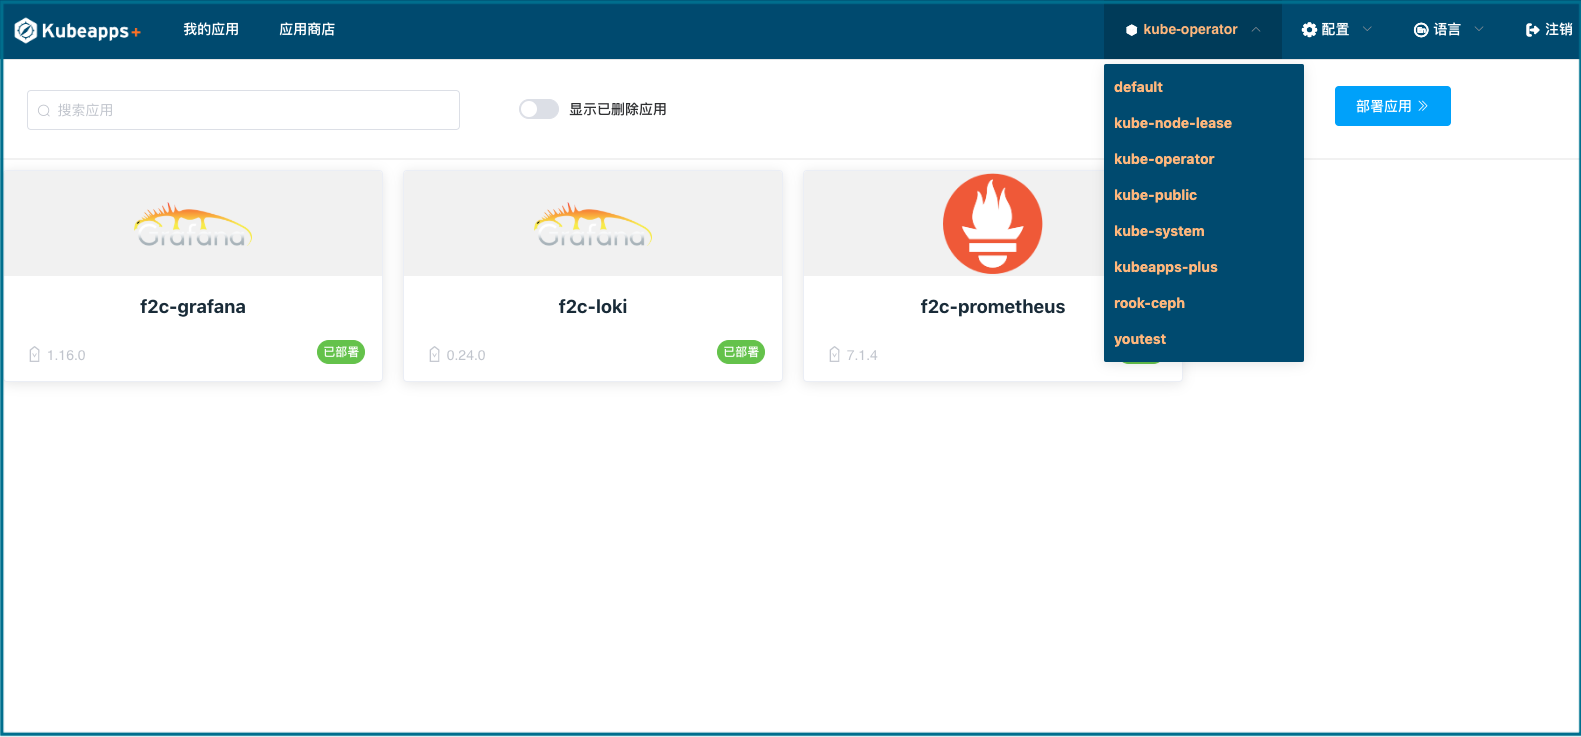 Kubeapps+ 我的应用 应用商店 kube-operator 配置 语言 注销
搜索应用 显示已删除应用 部署应用
default
kube-node-lease
kube-operator
kube-public
kube-system
kubeapps-plus
rook-ceph
youtest
Grafana
f2c-grafana
1.16.0 已部署
Grafana
f2c-loki
0.24.0 已部署
f2c-prometheus
7.1.4